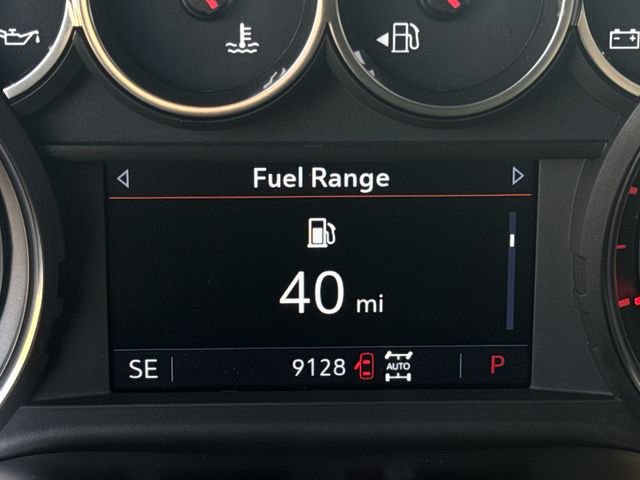 Fuel Range
40 mi
SE 9128 AUTO P